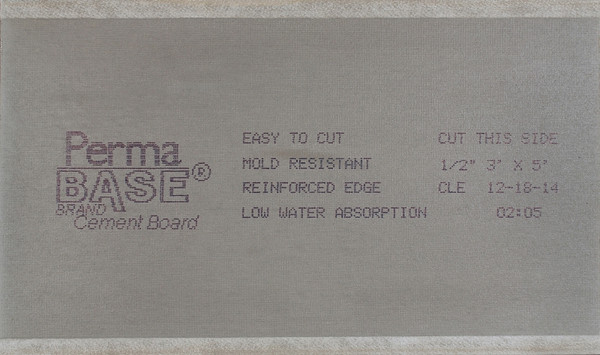 Perma
BASE®
BRAND
Cement Board
EASY TO CUT
MOLD RESISTANT
REINFORCED EDGE
LOW WATER ABSORPTION
CUT THIS SIDE
1/2" 3' X 5'
CLE 12-18-14
02:05